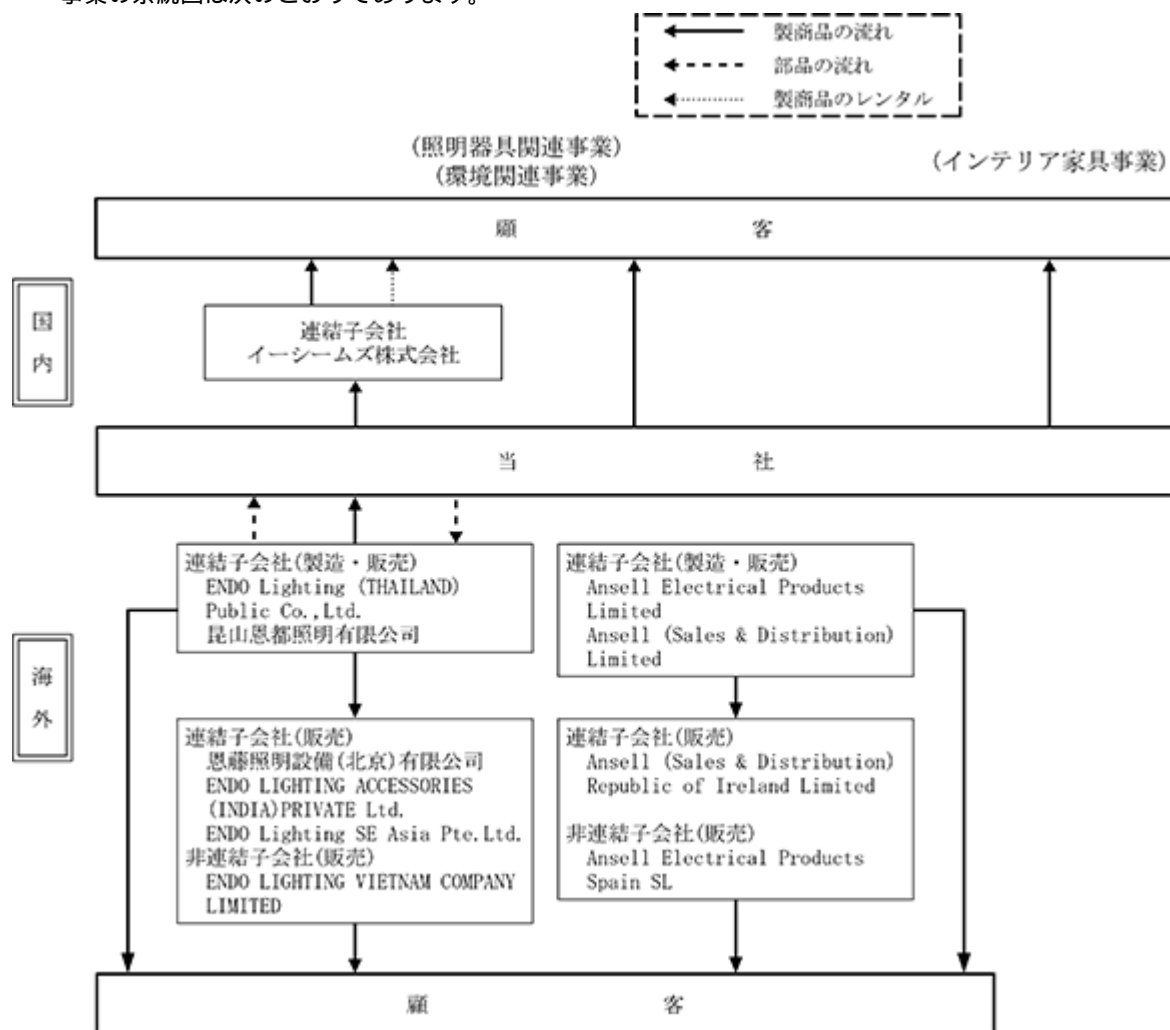 事業の系統図は次のとおりであります。
製商品の流れ
部品の流れ
製商品のレンタル
(照明器具関連事業)
(環境関連事業)
(インテリア家具事業)
顧 客
国内
連結子会社
イーシームズ株式会社
当 社
海外
連結子会社(製造・販売)
ENDO Lighting (THAILAND)
Public Co.,Ltd.
昆山恩都照明有限公司
連結子会社(製造・販売)
Ansell Electrical Products
Limited
Ansell (Sales & Distribution)
Limited
連結子会社(販売)
恩藤照明設備(北京)有限公司
ENDO LIGHTING ACCESSORIES
(INDIA)PRIVATE Ltd.
ENDO Lighting SE Asia Pte.Ltd.
非連結子会社(販売)
ENDO LIGHTING VIETNAM COMPANY
LIMITED
連結子会社(販売)
Ansell (Sales & Distribution)
Republic of Ireland Limited
非連結子会社(販売)
Ansell Electrical Products
Spain SL
顧 客